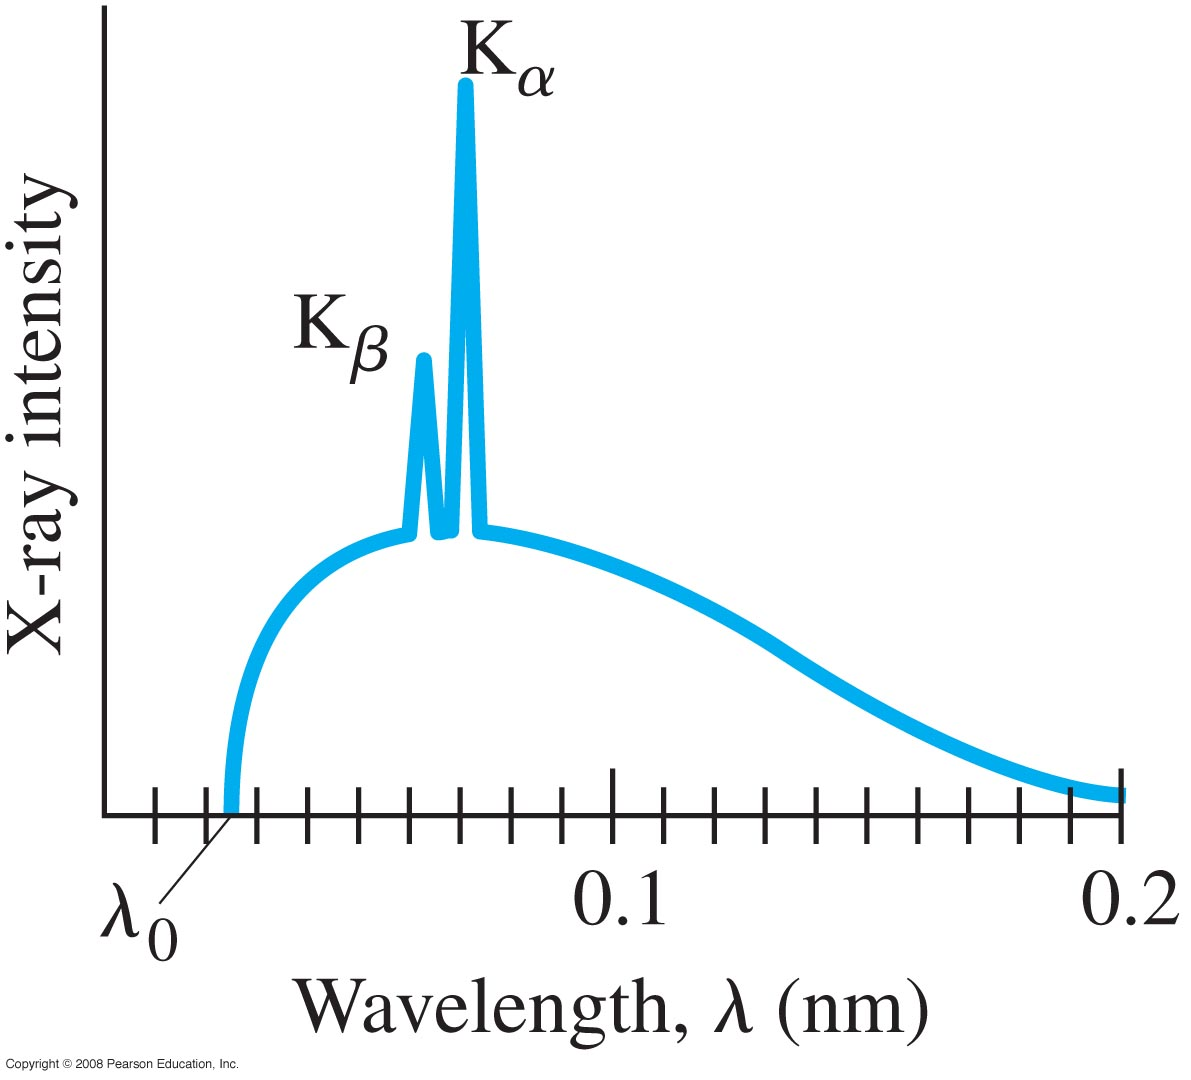 Kα
Kβ
X-ray intensity
λ0
0.1
0.2
Wavelength, λ (nm)
Copyright © 2008 Pearson Education, Inc.